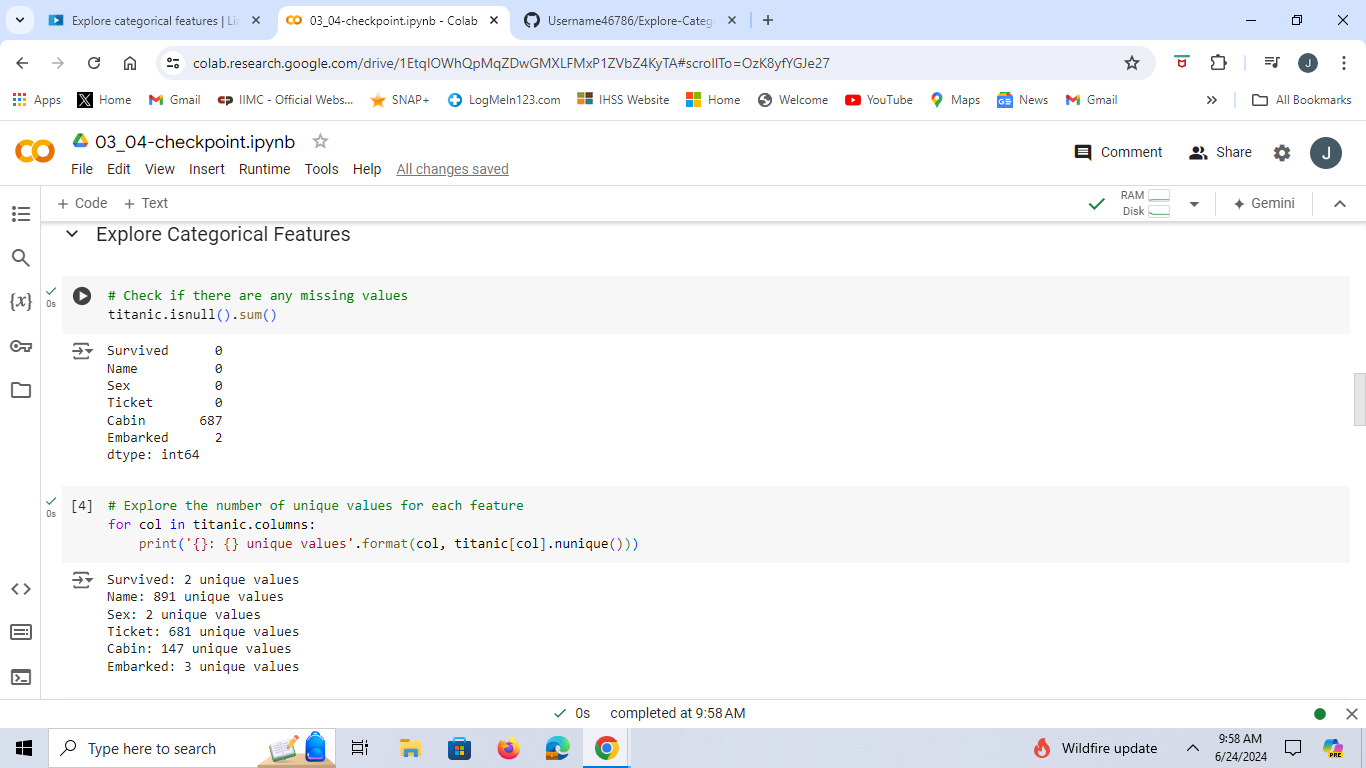 Explore categorical features | Li
03_04-checkpoint.ipynb - Colab
Username46786/Explore-Categ
colab.research.google.com/drive/1EtqIOWhQpMqZDwGMXLFMxP1ZVbZ4KyTA#scrollTo=OzK8yfYGJe27
Apps
Home
Gmail
IIMC - Official Webs...
SNAP+
LogMeIn123.com
IHSS Website
Home
Welcome
YouTube
Maps
News
Gmail
All Bookmarks
03_04-checkpoint.ipynb
File Edit View Insert Runtime Tools Help All changes saved
Comment
Share
J
+ Code + Text
RAM
Disk
Gemini
Explore Categorical Features
0s
# Check if there are any missing values
titanic.isnull().sum()
Survived 0
Name 0
Sex 0
Ticket 0
Cabin 687
Embarked 2
dtype: int64
0s
[4] # Explore the number of unique values for each feature
for col in titanic.columns:
print('{}: {} unique values'.format(col, titanic[col].nunique()))
Survived: 2 unique values
Name: 891 unique values
Sex: 2 unique values
Ticket: 681 unique values
Cabin: 147 unique values
Embarked: 3 unique values
0s completed at 9:58 AM
Type here to search
Wildfire update
9:58 AM
6/24/2024
PRE